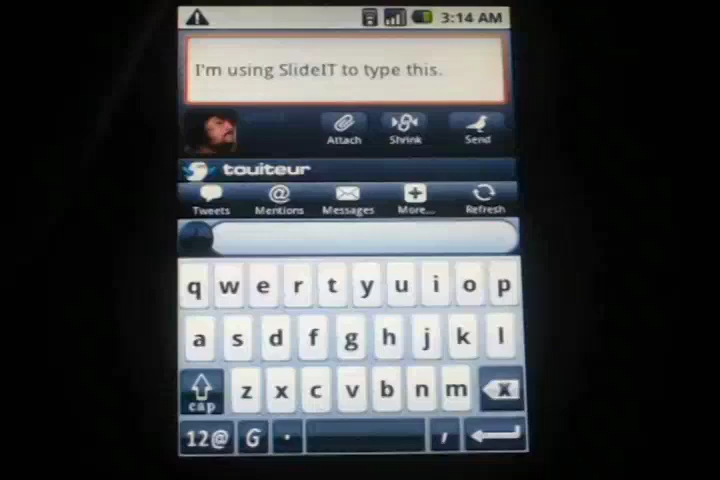 3:14 AM
I'm using SlideIT to type this.
Attach Shrink Send
touiteur
Tweets Mentions Messages More... Refresh
q w e r t y u i o p
a s d f g h j k l
cap z x c v b n m x
12@ G . ,